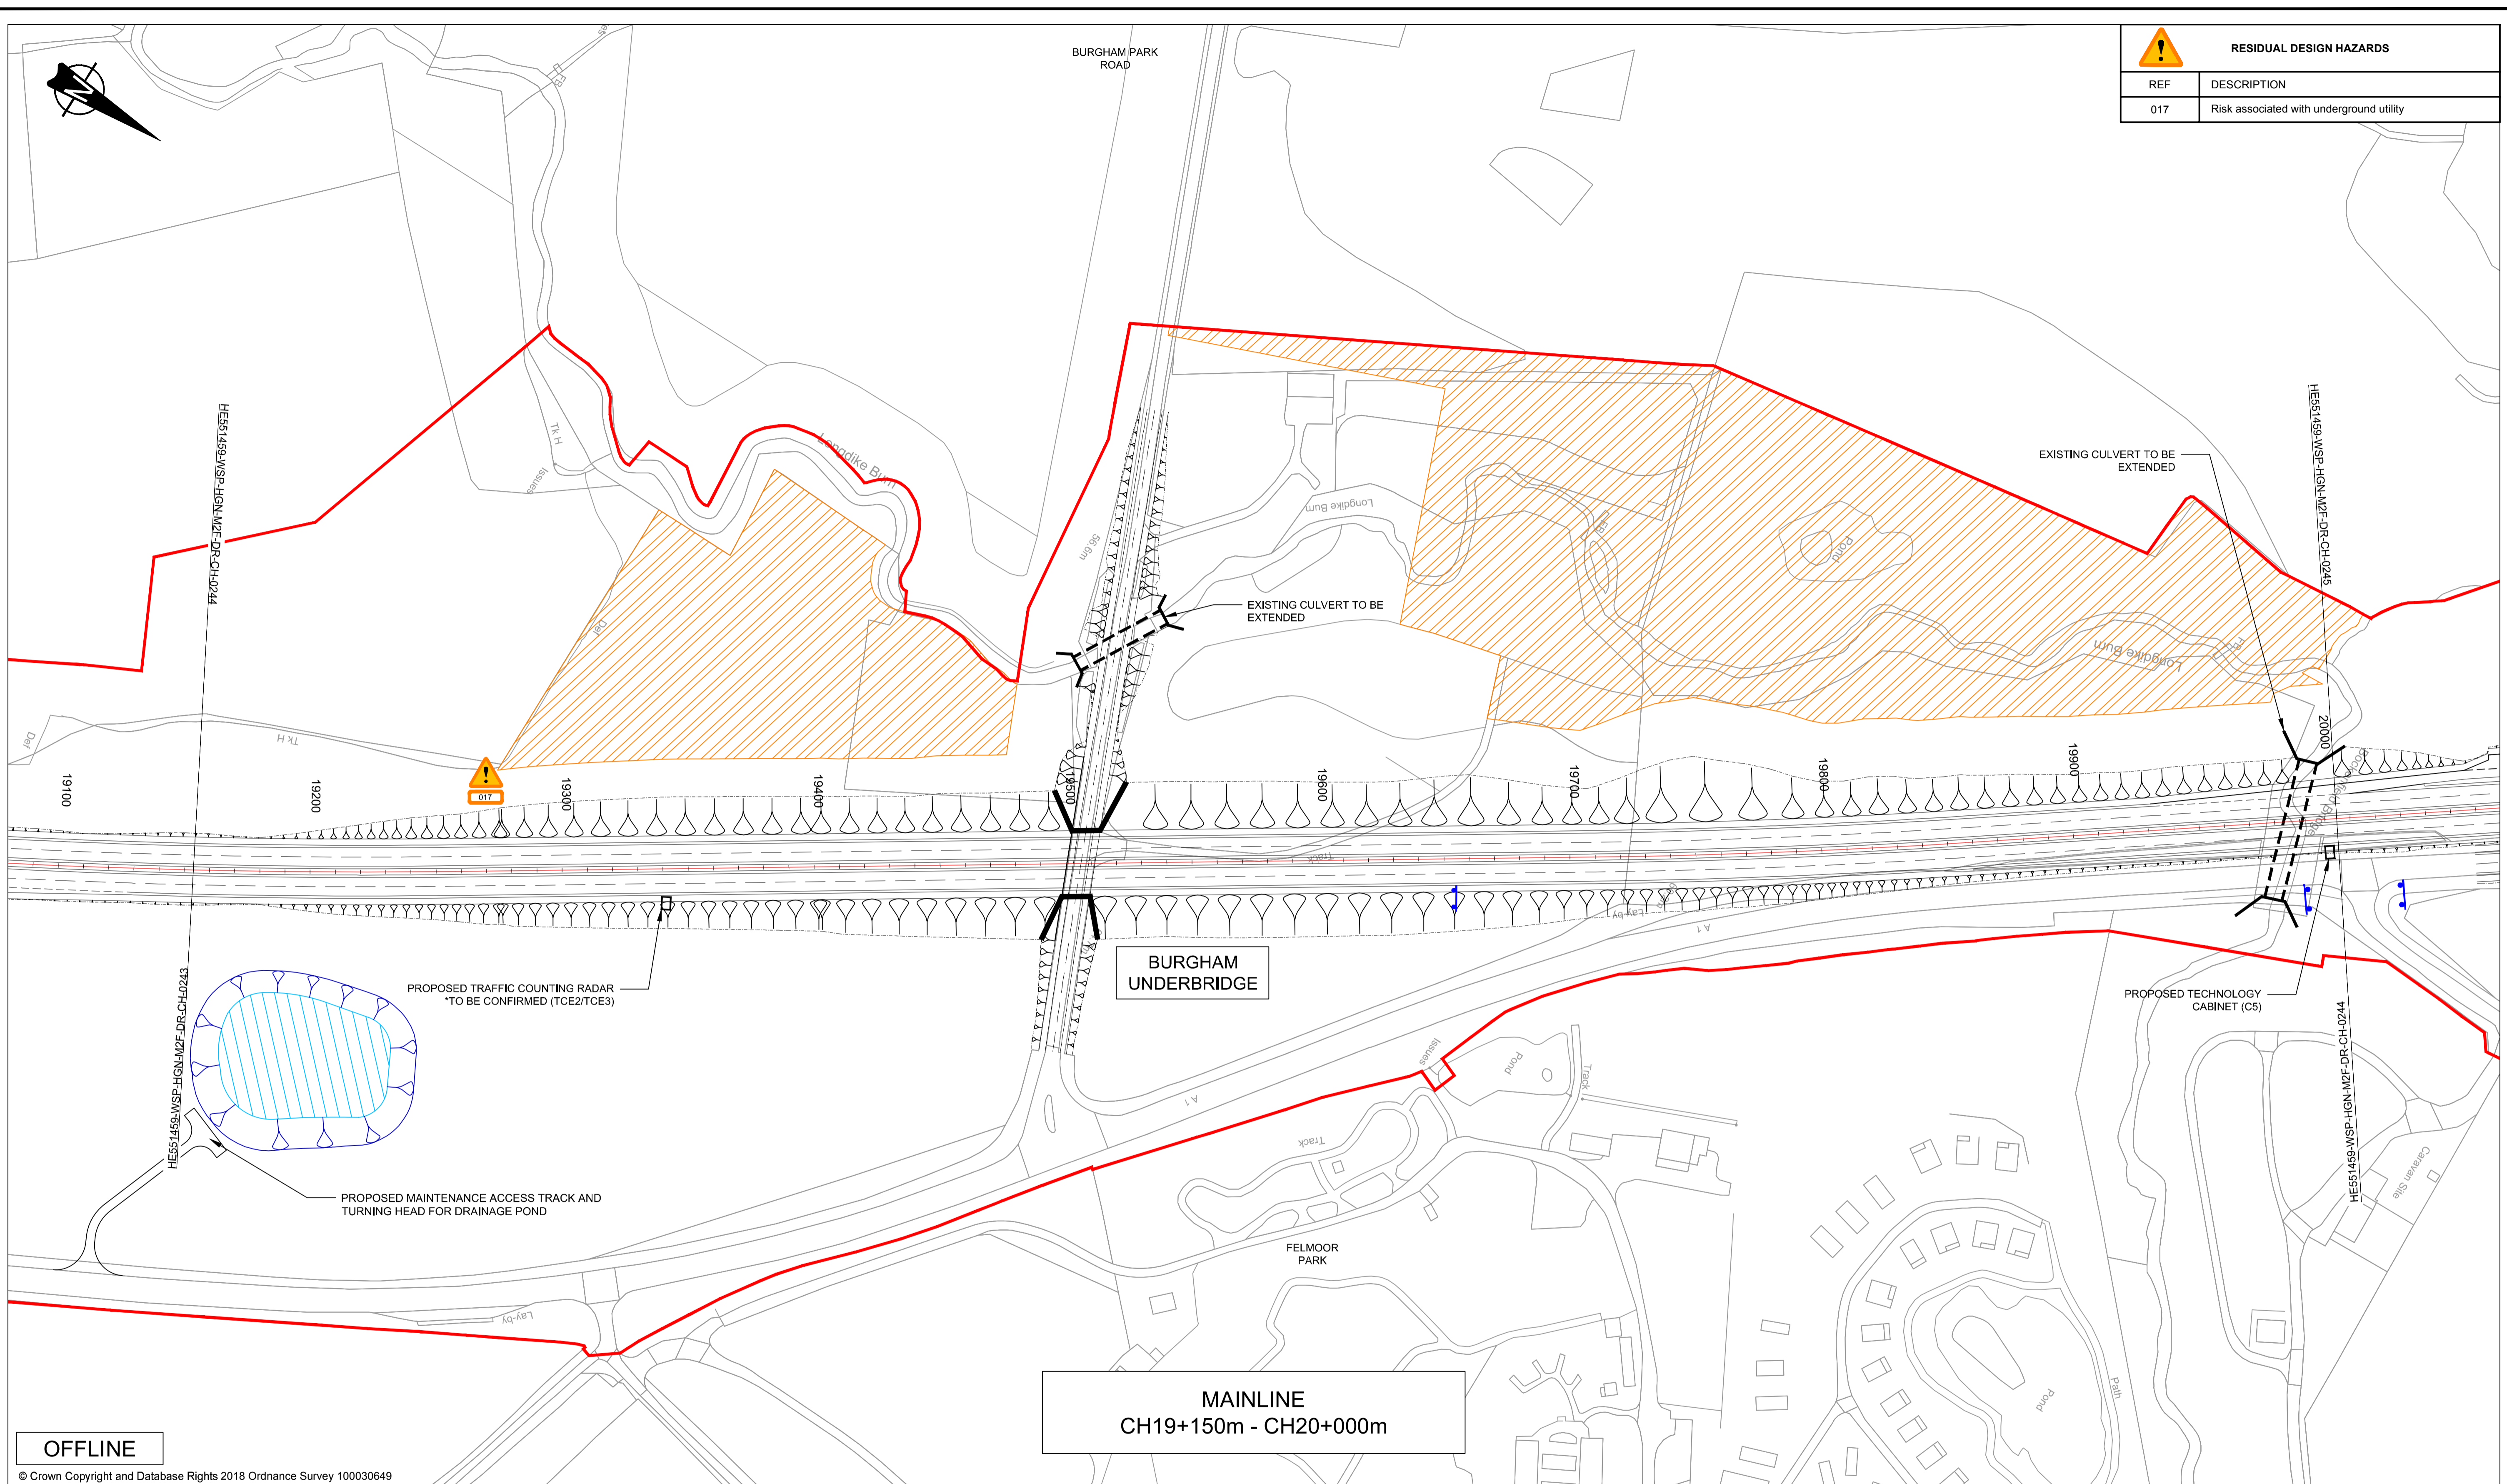 BURGHAM PARK
ROAD
RESIDUAL DESIGN HAZARDS
REF DESCRIPTION
017 Risk associated with underground utility
FB
Tk H
Issues
Longdike Burn
HE551459-WSP-HGN-M2F-DR-CH-0244
HE551459-WSP-HGN-M2F-DR-CH-0245
EXISTING CULVERT TO BE
EXTENDED
Longdike Burn
56.6m
FB
Pond
EXISTING CULVERT TO BE
EXTENDED
Def
Longdike Burn
FB
Def
Tk H
017
19100
19200
19300
19400
19500
19600
19700
19800
19900
20000
Track
Lay-by
A 1
BURGHAM
UNDERBRIDGE
PROPOSED TRAFFIC COUNTING RADAR
*TO BE CONFIRMED (TCE2/TCE3)
PROPOSED TECHNOLOGY
CABINET (C5)
HE551459-WSP-HGN-M2F-DR-CH-0243
HE551459-WSP-HGN-M2F-DR-CH-0244
Issues
Pond
Track
A 1
Track
Caravan Site
PROPOSED MAINTENANCE ACCESS TRACK AND
TURNING HEAD FOR DRAINAGE POND
FELMOOR
PARK
Lay-by
Path
Pond
MAINLINE
CH19+150m - CH20+000m
OFFLINE
© Crown Copyright and Database Rights 2018 Ordnance Survey 100030649